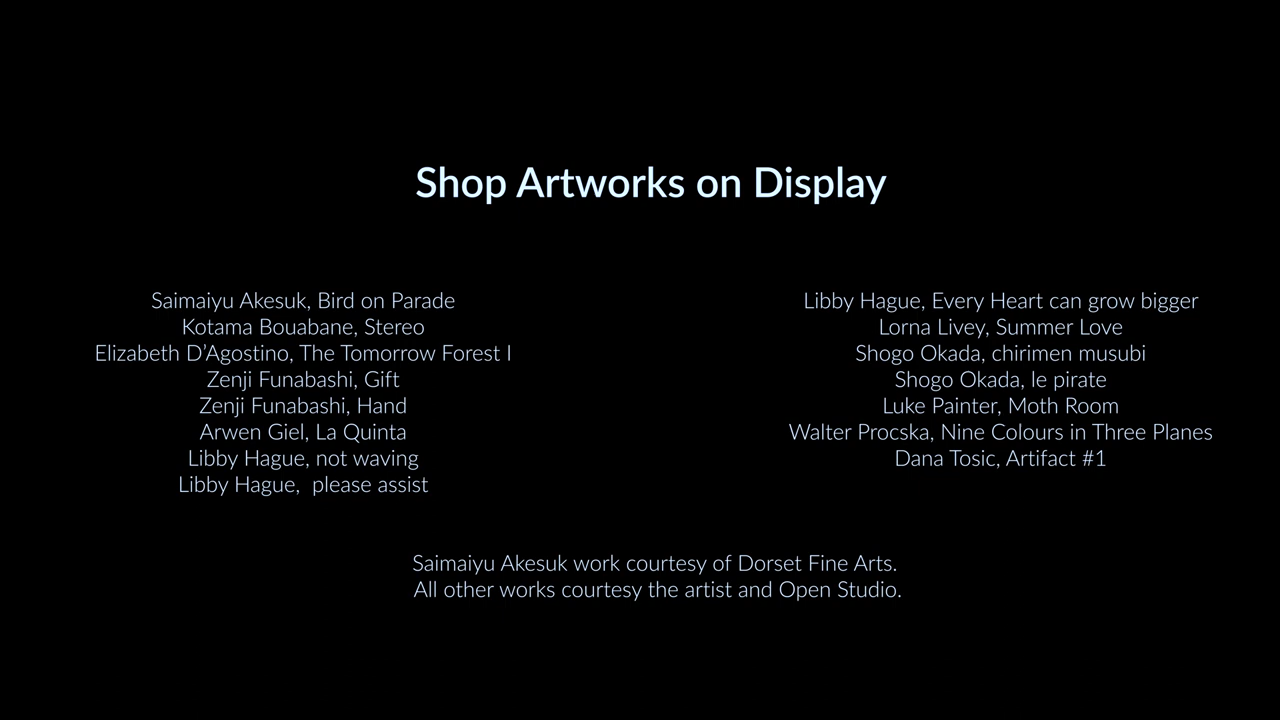 Shop Artworks on Display
Saimaiyu Akesuk, Bird on Parade
Kotama Bouabane, Stereo
Elizabeth D’Agostino, The Tomorrow Forest I
Zenji Funabashi, Gift
Zenji Funabashi, Hand
Arwen Giel, La Quinta
Libby Hague, not waving
Libby Hague,  please assist
Libby Hague, Every Heart can grow bigger
Lorna Livey, Summer Love
Shogo Okada, chirimen musubi
Shogo Okada, le pirate
Luke Painter, Moth Room
Walter Procska, Nine Colours in Three Planes
Dana Tosic, Artifact #1
Saimaiyu Akesuk work courtesy of Dorset Fine Arts.
All other works courtesy the artist and Open Studio.